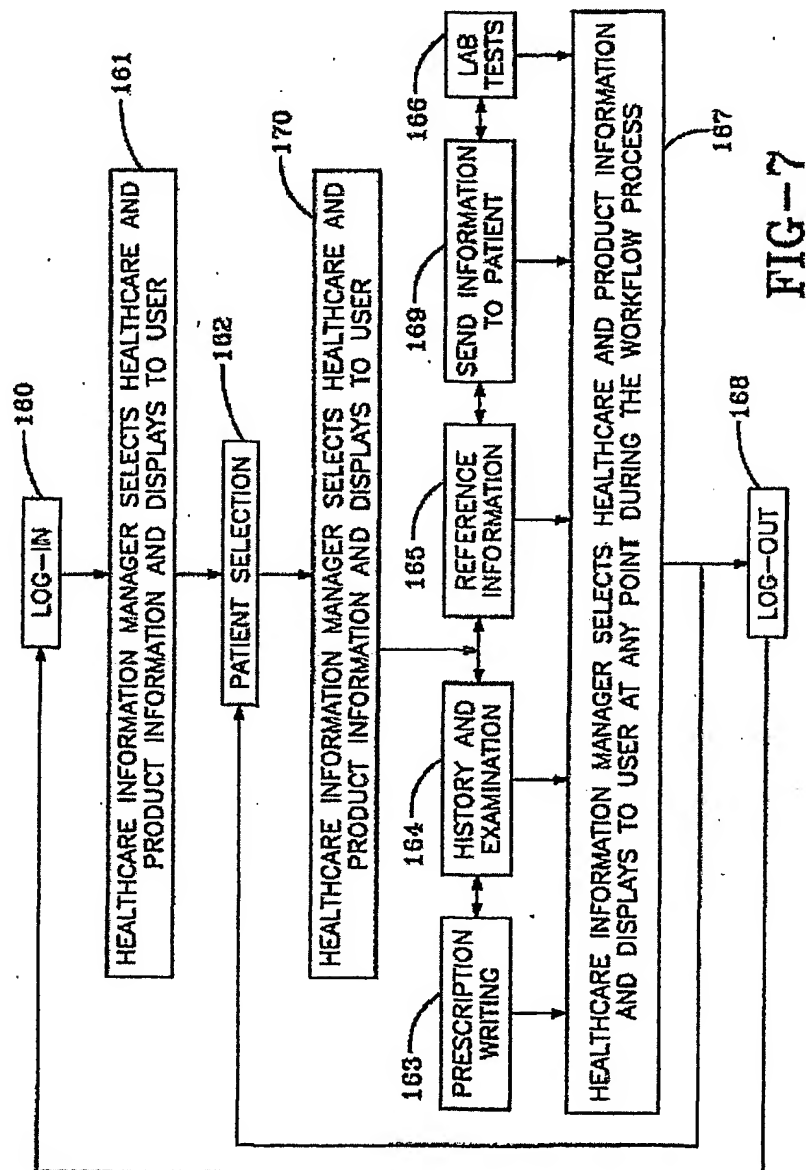 160
LOG-IN
161
HEALTHCARE INFORMATION MANAGER SELECTS HEALTHCARE AND
PRODUCT INFORMATION AND DISPLAYS TO USER
162
PATIENT SELECTION
170
HEALTHCARE INFORMATION MANAGER SELECTS HEALTHCARE AND
PRODUCT INFORMATION AND DISPLAYS TO USER
163
PRESCRIPTION
WRITING
164
HISTORY AND
EXAMINATION
165
REFERENCE
INFORMATION
169
SEND INFORMATION
TO PATIENT
166
LAB
TESTS
HEALTHCARE INFORMATION MANAGER SELECTS HEALTHCARE AND PRODUCT INFORMATION
AND DISPLAYS TO USER AT ANY POINT DURING THE WORKFLOW PROCESS
167
168
LOG-OUT
FIG-7